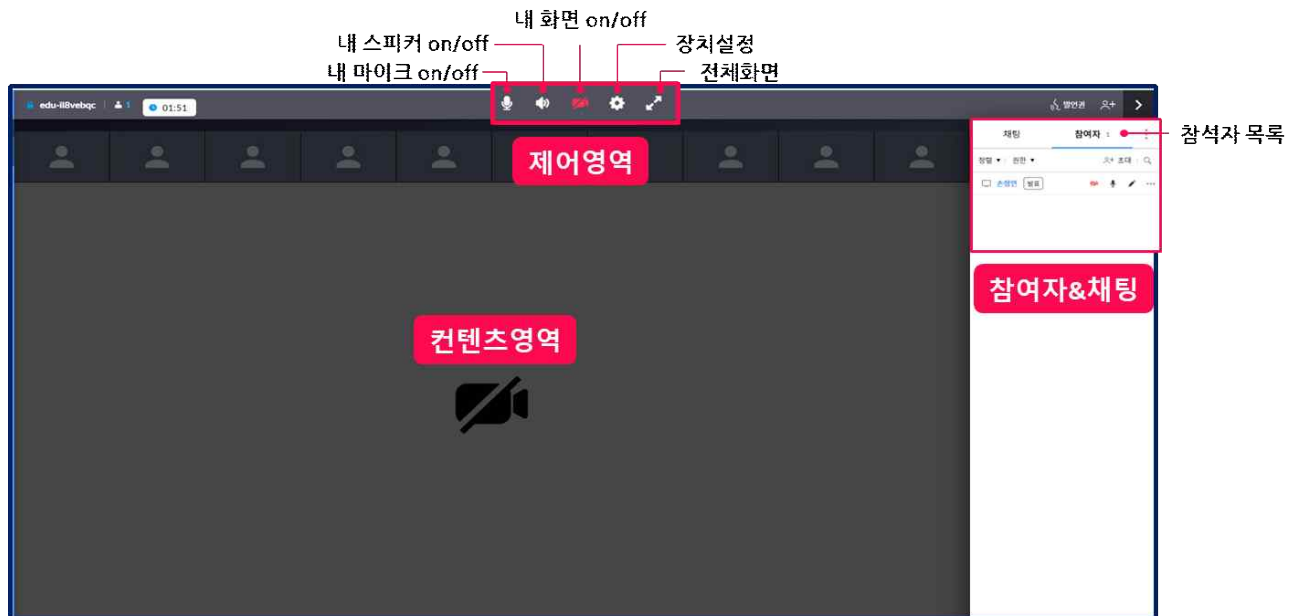 내 화면 on/off
내 스피커 on/off
장치설정
내 마이크 on/off
전체화면
edu-ll8vebqc 1 01:51
발언권
채팅 참여자 1
참석자 목록
제어영역
정렬 권한 초대
발표
참여자&채팅
컨텐츠영역